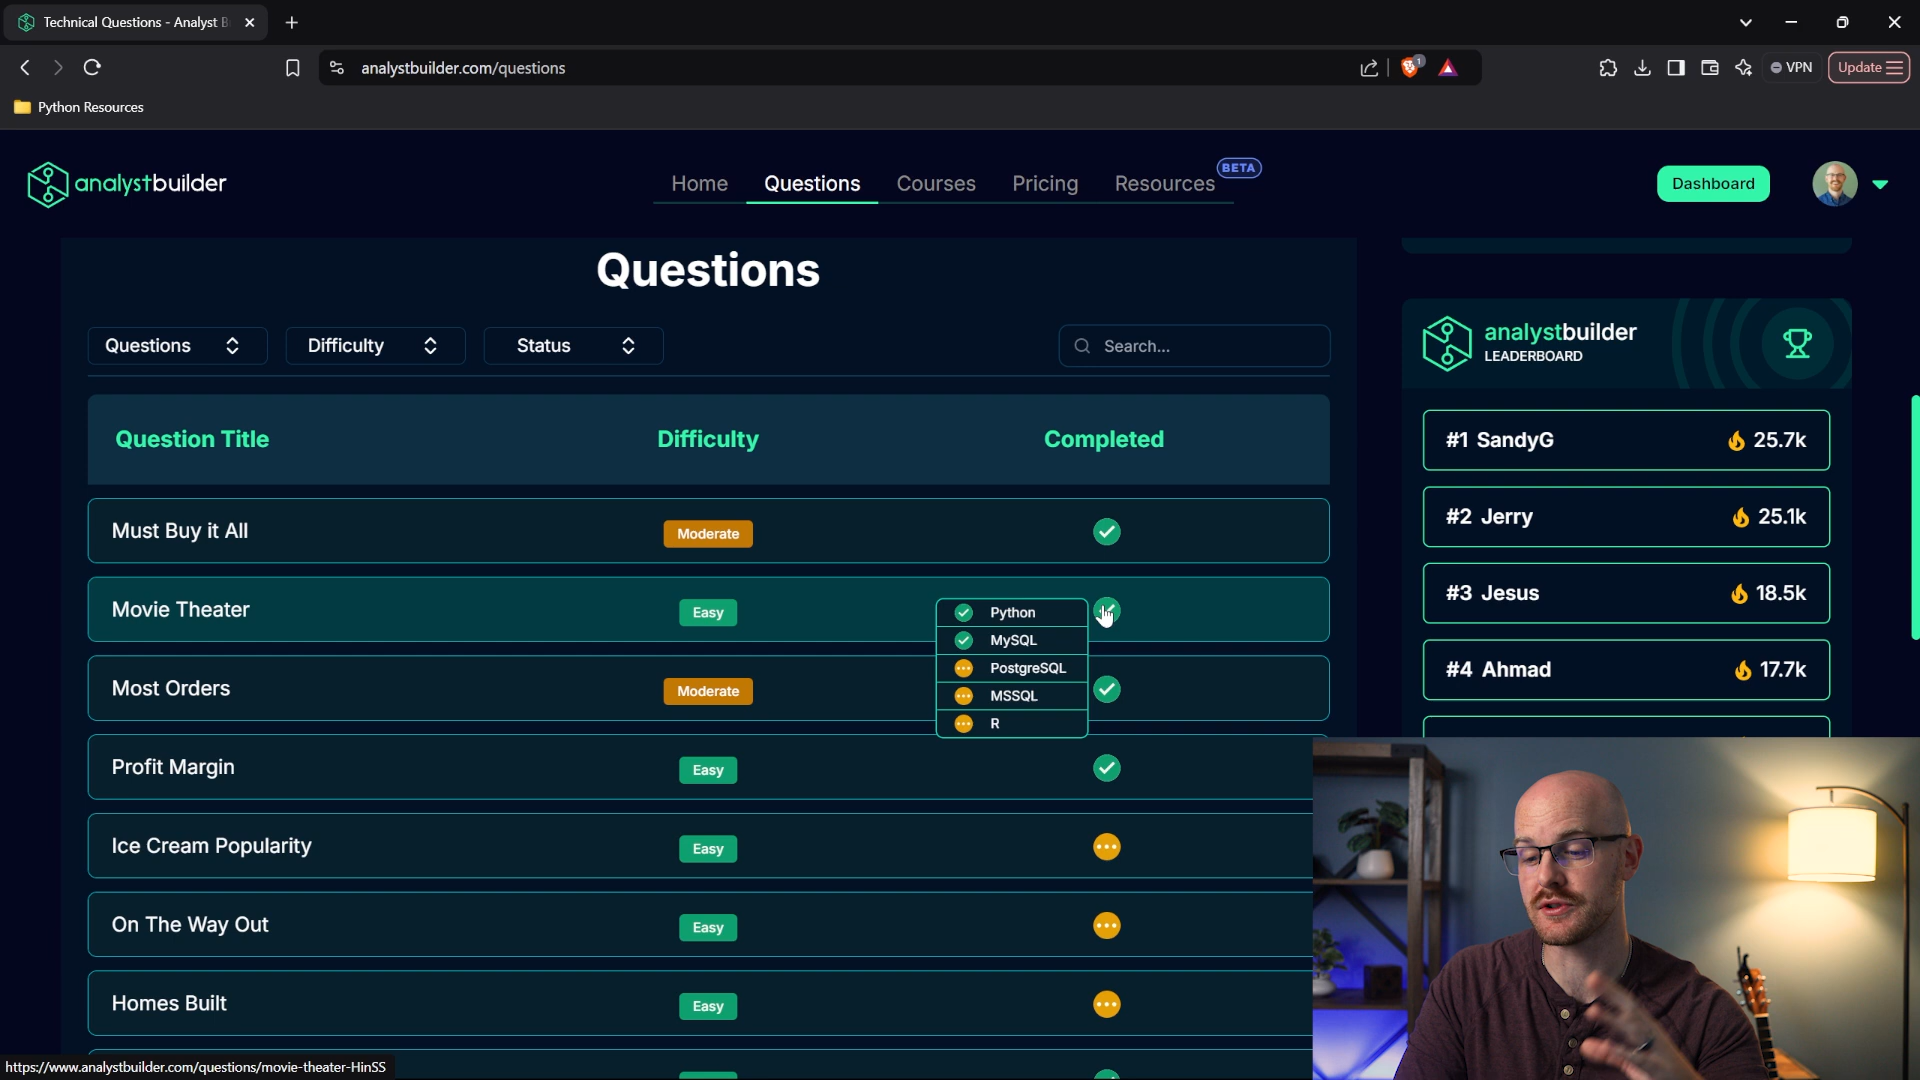 Technical Questions - Analyst B
analystbuilder.com/questions
1
VPN
Update
Python Resources
analystbuilder
Home
Questions
Courses
Pricing
Resources
BETA
Dashboard
Questions
Questions
Difficulty
Status
Search...
Question Title
Difficulty
Completed
Must Buy it All
Moderate
Movie Theater
Easy
Python
MySQL
PostgreSQL
MSSQL
R
Most Orders
Moderate
Profit Margin
Easy
Ice Cream Popularity
Easy
On The Way Out
Easy
Homes Built
Easy
analystbuilder
LEADERBOARD
#1 SandyG 25.7k
#2 Jerry 25.1k
#3 Jesus 18.5k
#4 Ahmad 17.7k
https://www.analystbuilder.com/questions/movie-theater-HinSS